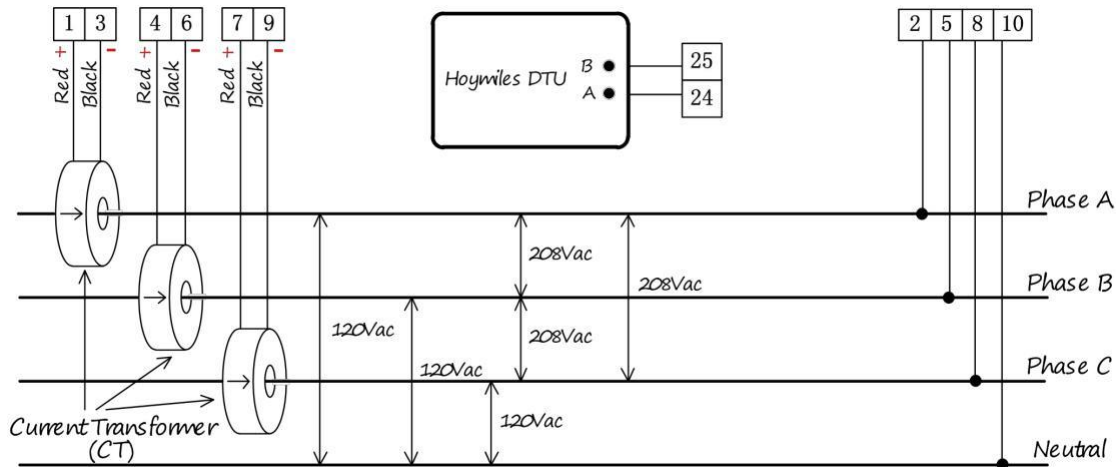 1 3 4 6 7 9 2 5 8 10
Red + Black - Red + Black - Red + Black -
Hoymiles DTU
B 25
A 24
Phase A
208Vac
208Vac
Phase B
120Vac
208Vac
120Vac
Phase C
120Vac
Current Transformer
(CT)
Neutral